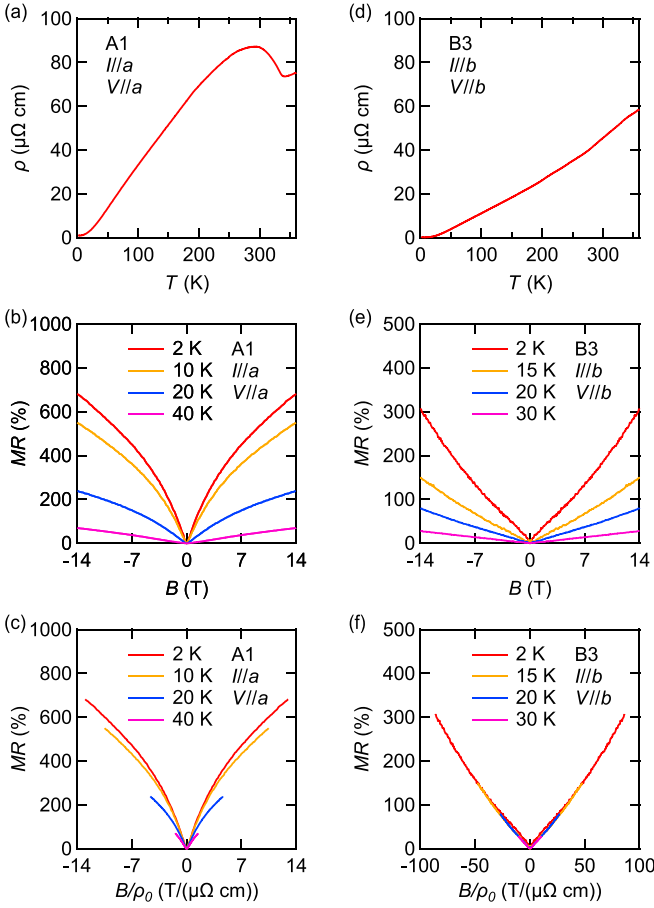 (a)
A1
I//a
V//a
ρ (μΩ cm)
100
80
60
40
20
0
0
100
200
300
T (K)
(d)
B3
I//b
V//b
ρ (μΩ cm)
100
80
60
40
20
0
0
100
200
300
T (K)
(b)
2 K A1
10 K I//a
20 K V//a
40 K
MR (%)
1000
800
600
400
200
0
-14
-7
0
7
14
B (T)
(e)
2 K B3
15 K I//b
20 K V//b
30 K
MR (%)
500
400
300
200
100
0
-14
-7
0
7
14
B (T)
(c)
2 K A1
10 K I//a
20 K V//a
40 K
MR (%)
1000
800
600
400
200
0
-14
-7
0
7
14
B/ρ0 (T/(μΩ cm))
(f)
2 K B3
15 K I//b
20 K V//b
30 K
MR (%)
500
400
300
200
100
0
-100
-50
0
50
100
B/ρ0 (T/(μΩ cm))